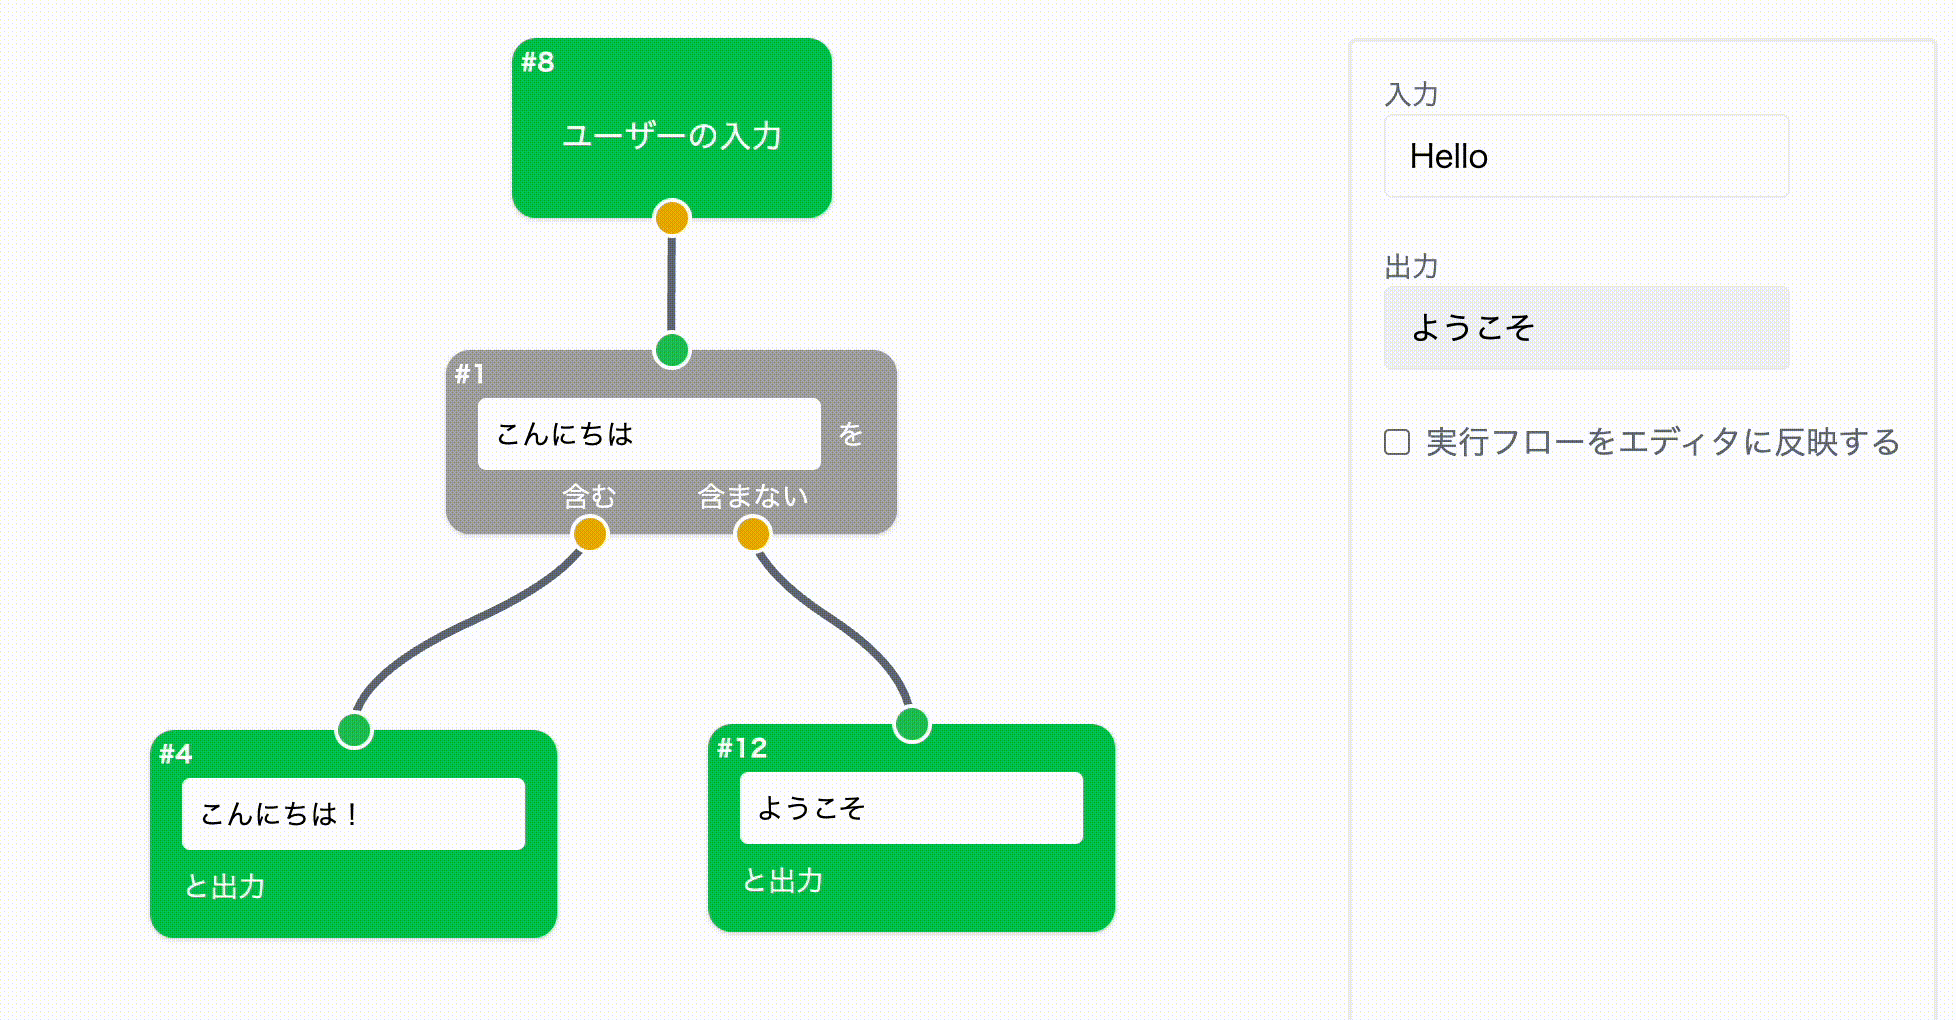 #8
ユーザーの入力
#1
こんにちは を
含む 含まない
#4
こんにちは！
と出力
#12
ようこそ
と出力
入力
Hello
出力
ようこそ
実行フローをエディタに反映する